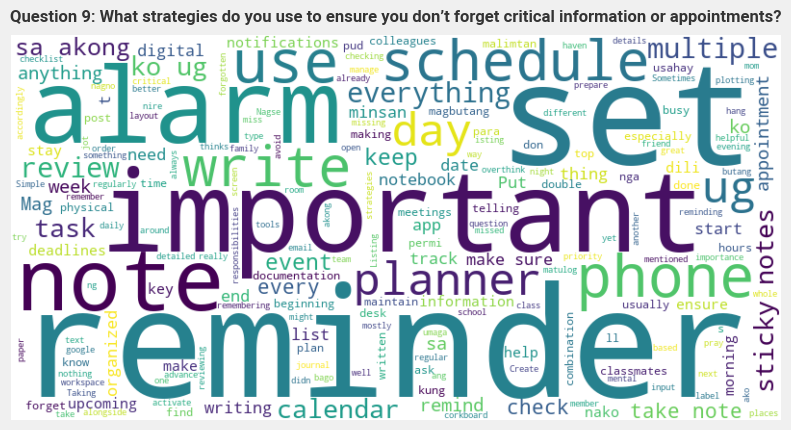 Question 9: What strategies do you use to ensure you don’t forget critical information or appointments?
sa akong
digital
notifications
pud
colleagues
malimtan
haven
details
multiple
checklist
anything
ko ug
use
schedule
checking
manage
already
usahay
Sometimes
plotting
mom
critical
better
forgotten
alarm
everything
set
prepare
accordingly
t
nagno
nire
post
layout
Nagse
miss
type
minsan
magbutang
missing
making
day
para
listing
different
busy
hang
ko
helpful
evening
appointment
stay
order
something
thinks
family
avoid
open
don
especially
friend
great
review
need
write
keep
date
way
overthink
night
top
thing
dili
butang
Simple
week
remember
regularly
time
always
screen
room
strategies
notebook
Put
double
nga
done
ug
Mag
physical
important
responsibilities
tools
akong
meetings
app
telling
question
missed
reminding
start
hours
task
daily
around
permi
yet
another
try
deadlines
detailed
really
email
team
Listing
track
make sure
priority
mentioned
importance
note
event
documentation
planner
matulog
phone
sticky notes
ng
key
every
remembering
end
beginning
might
maintain
information
class
usually
ensure
whole
reminder
desk
school
mostly
paper
text
google
know
nothing
workspace
Taking
organized
make
one
advance
activate
reviewing
list
plan
journal
didn
bago
well
written
umaga
regular
ang
sa
ask
kung
help
Create
combination
ll
classmates
mental
s
pray
based
input
next
label
morning
ako
forget
upcoming
take
alongside
find
writing
calendar
remind
corkboard
check
member
nako
take note
places